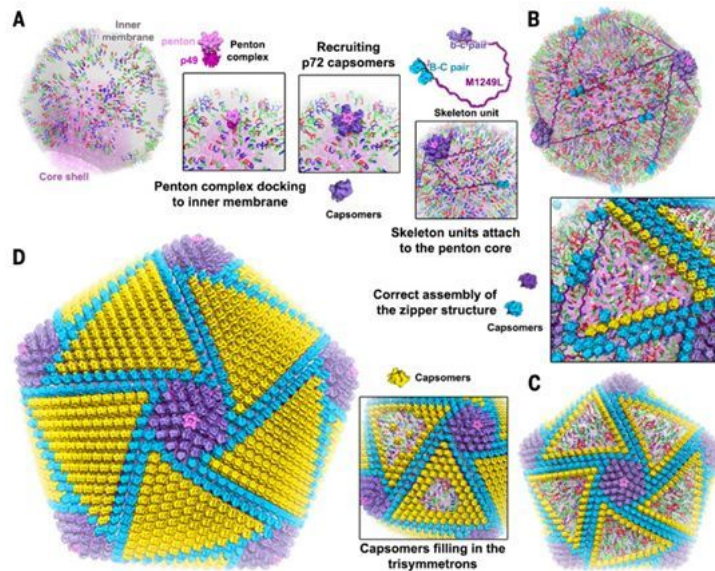 A
Inner
membrane
penton
p49
Penton
complex
Core shell
Penton complex docking
to inner membrane
Recruiting
p72 capsomers
Capsomers
b-c pair
B-C pair
M1249L
Skeleton unit
Skeleton units attach
to the penton core
B
Correct assembly of
the zipper structure
Capsomers
D
Capsomers
Capsomers filling in the
trisymmetrons
C